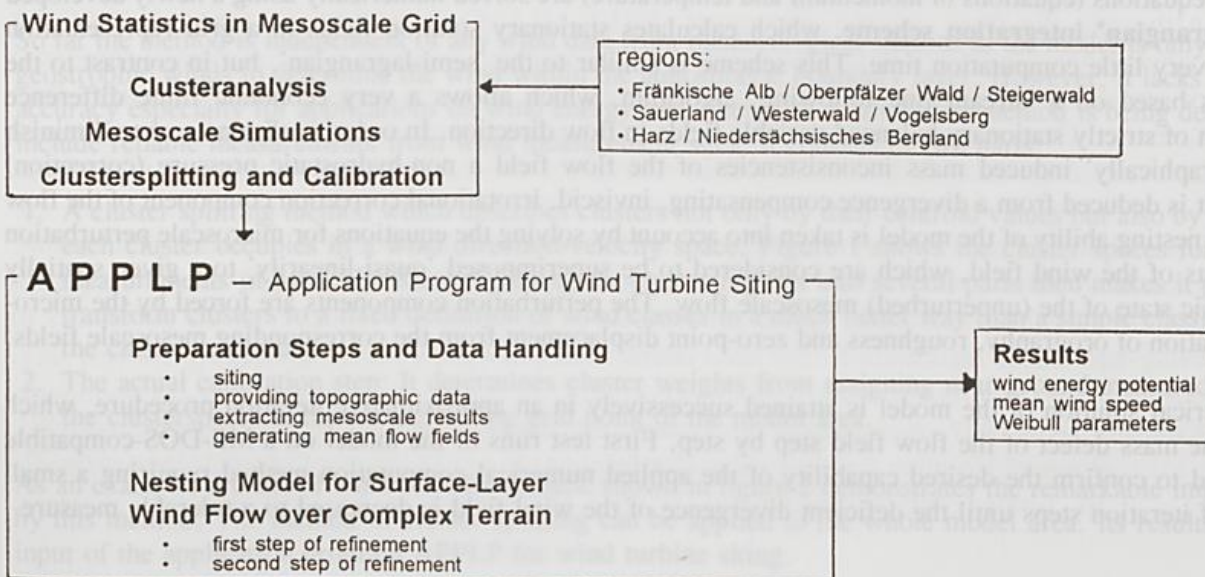 Wind Statistics in Mesoscale Grid
Clusteranalysis
Mesoscale Simulations
Clustersplitting and Calibration
regions:
• Fränkische Alb / Oberpfälzer Wald / Steigerwald
• Sauerland / Westerwald / Vogelsberg
• Harz / Niedersächsisches Bergland
A P P L E P – Application Program for Wind Turbine Siting
Preparation Steps and Data Handling
• siting
• providing topographic data
• extracting mesoscale results
• generating mean flow fields
Nesting Model for Surface-Layer
Wind Flow over Complex Terrain
• first step of refinement
• second step of refinement
Results
wind energy potential
mean wind speed
Weibull parameters